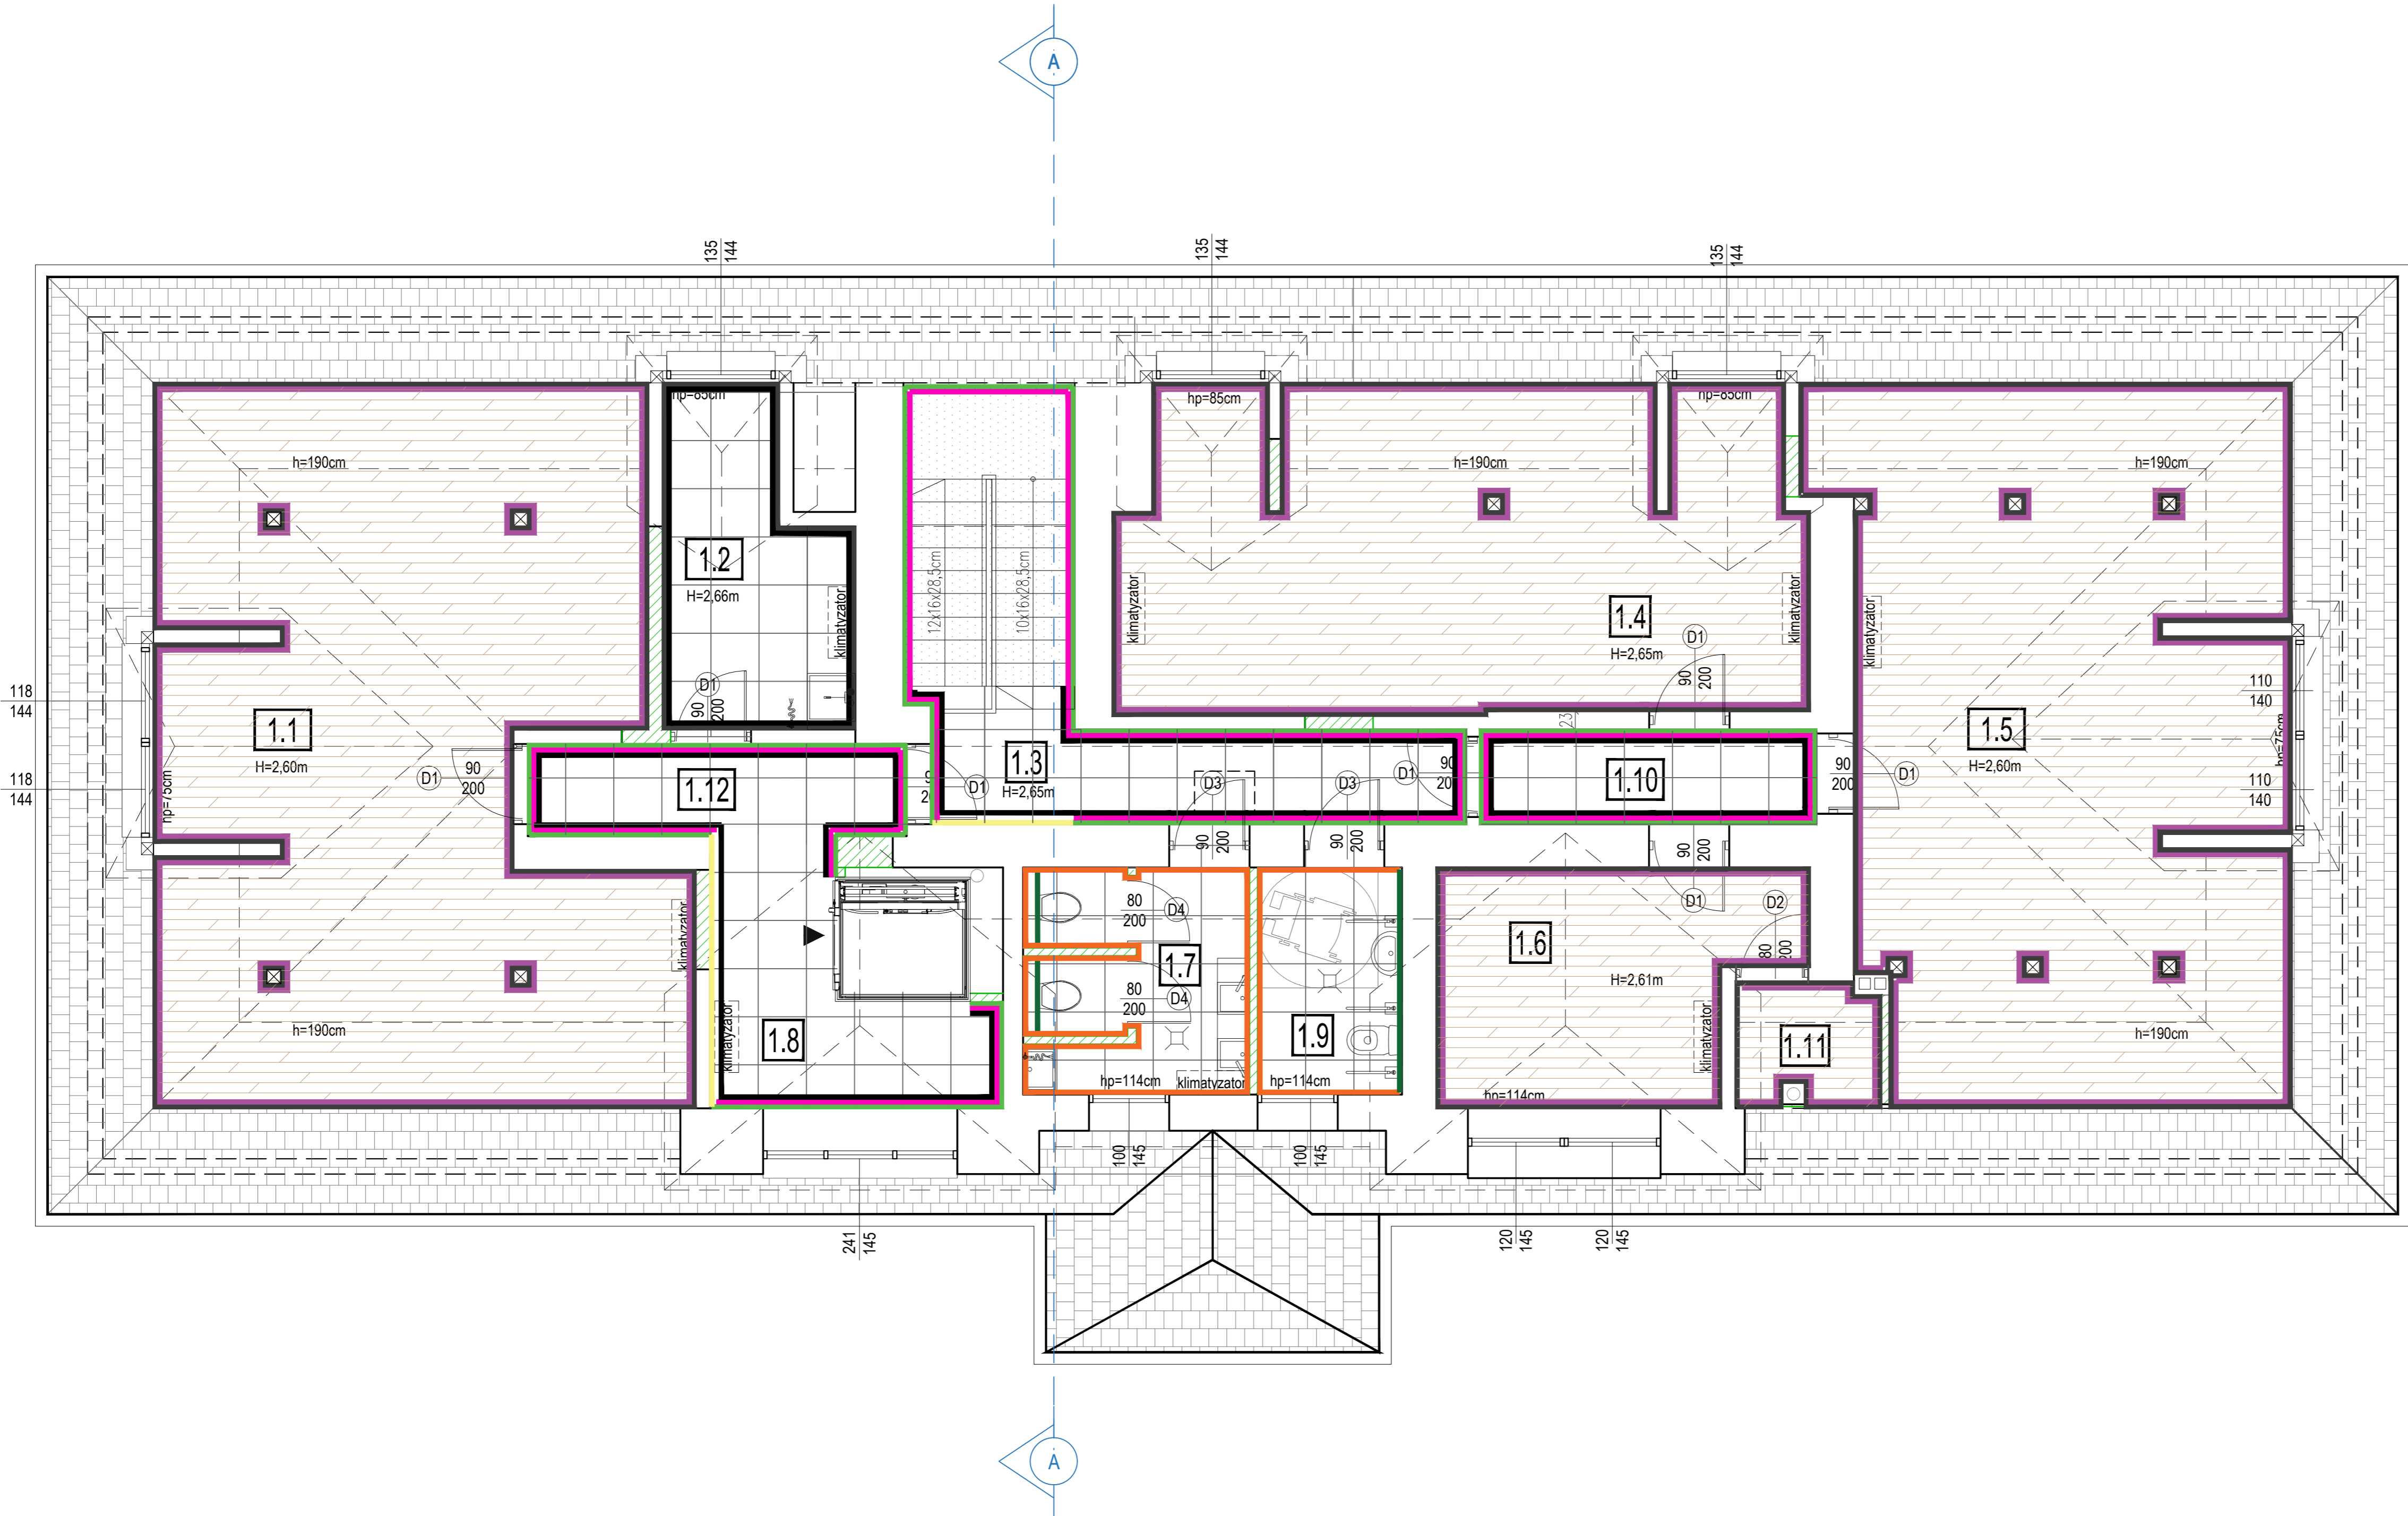 A
135
144
135
144
135
144
hp=85cm
hp=85cm
hp=85cm
h=190cm
h=190cm
h=190cm
12x16x28,5cm
10x16x28,5cm
1.2
H=2,66m
klimatyzator
klimatyzator
klimatyzator
klimatyzator
1.4
H=2,65m
D1
90
200
D1
90
200
118
144
118
144
1.1
H=2,60m
hp=75cm
D1
90
200
1.12
D1
1.3
H=2,65m
D3
90
200
D3
90
200
D1
90
1.10
90
200
D1
1.5
H=2,60m
110
140
110
140
hp=75cm
klimatyzator
klimatyzator
1.8
80
200
D4
80
200
D4
1.7
hp=114cm
klimatyzator
1.9
hp=114cm
1.6
H=2,61m
90
200
D1
D2
80
200
klimatyzator
hp=114cm
1.11
h=190cm
h=190cm
241
145
100
145
100
145
120
145
120
145
A